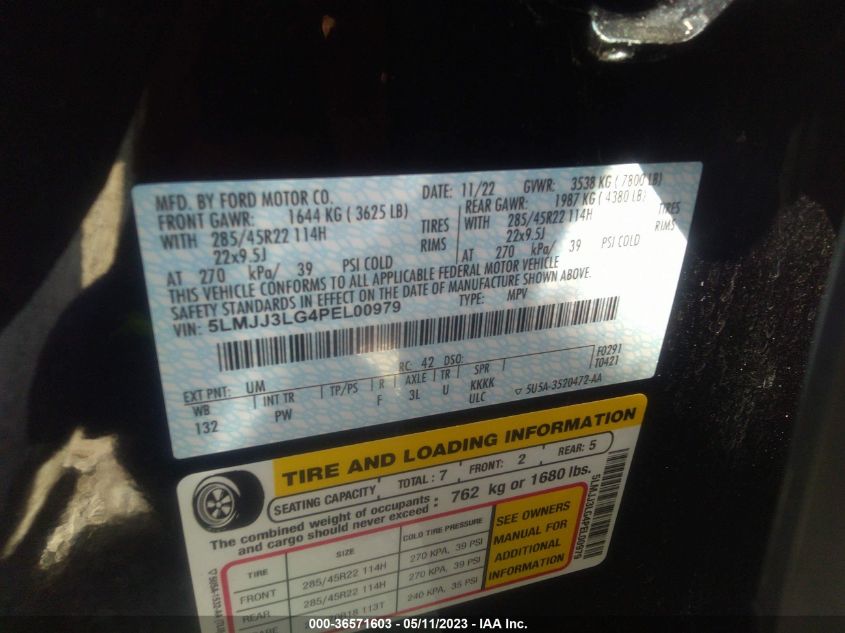 MFD. BY FORD MOTOR CO. DATE: 11/22 GVWR: 3538 KG ( 7800 LB)
FRONT GAWR: 1644 KG ( 3625 LB) REAR GAWR: 1987 KG ( 4380 LB)
WITH 285/45R22 114H TIRES WITH 285/45R22 114H TIRES
22x9.5J RIMS 22x9.5J RIMS
AT 270 kPa/ 39 PSI COLD AT 270 kPa/ 39 PSI COLD
THIS VEHICLE CONFORMS TO ALL APPLICABLE FEDERAL MOTOR VEHICLE
SAFETY STANDARDS IN EFFECT ON THE DATE OF MANUFACTURE SHOWN ABOVE.
VIN: 5LMJJ3LG4PEL00979 TYPE: MPV
F0291
T0421
EXT PNT: UM RC: 42 DSO:
WB INT TR TP/PS R AXLE TR SPR
132 PW F 3L U KKKK
ULC
▽ 5U5A-3520472-AA
TIRE AND LOADING INFORMATION
SEATING CAPACITY TOTAL : 7 FRONT: 2 REAR: 5
The combined weight of occupants and cargo should never exceed : 762 kg or 1680 lbs.
TIRE SIZE COLD TIRE PRESSURE
FRONT 285/45R22 114H 270 KPA, 39 PSI
REAR 285/45R22 114H 270 KPA, 39 PSI
113T 240 KPA, 35 PSI
SEE OWNERS
MANUAL FOR
ADDITIONAL
INFORMATION
5LMJJ3LG4PEL00979
000-36571603 - 05/11/2023 - IAA Inc.